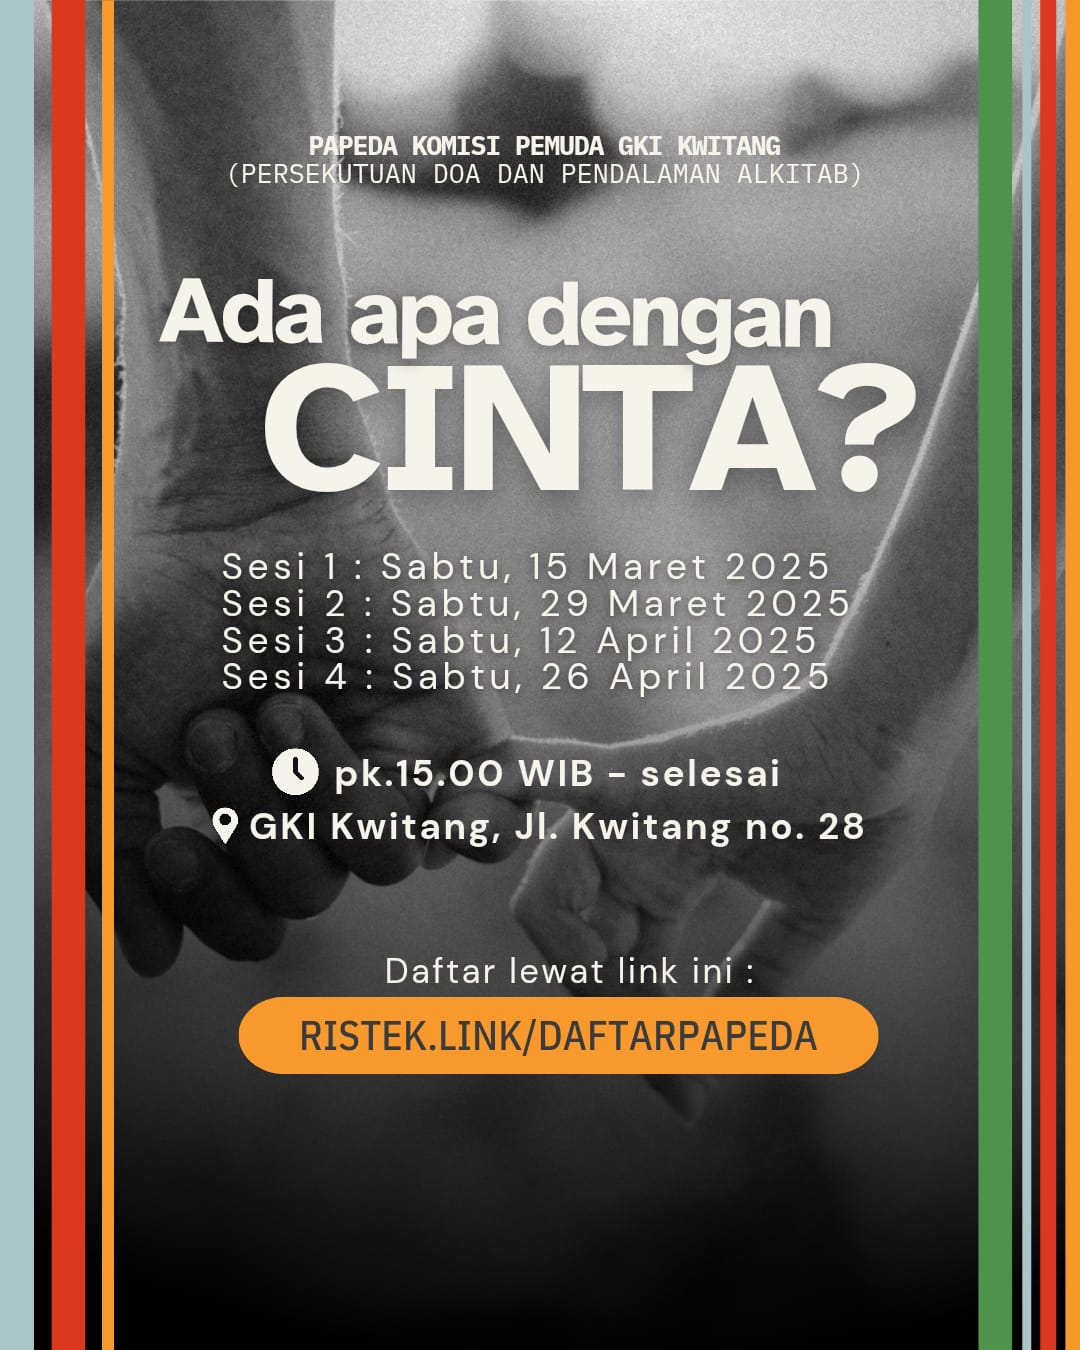 PAPEDA KOMISI PEMUDA GKI KWITANG
(PERSEKUTUAN DOA DAN PENDALAMAN ALKITAB)
Ada apa dengan
CINTA?
Sesi 1 : Sabtu, 15 Maret 2025
Sesi 2 : Sabtu, 29 Maret 2025
Sesi 3 : Sabtu, 12 April 2025
Sesi 4 : Sabtu, 26 April 2025
pk.15.00 WIB - selesai
GKI Kwitang, Jl. Kwitang no. 28
Daftar lewat link ini :
RISTEK.LINK/DAFTARPAPEDA